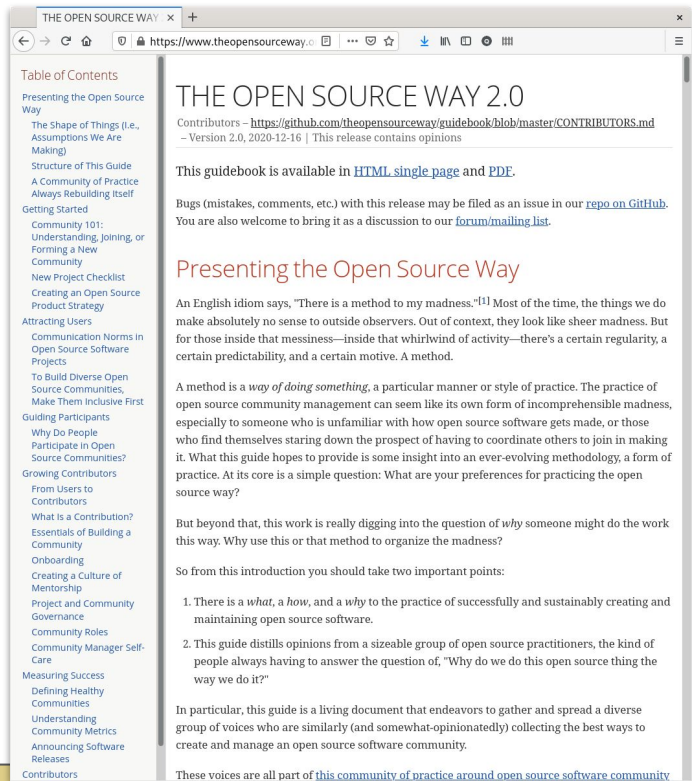 THE OPEN SOURCE WAY
https://www.theopensourceway.o
Table of Contents
Presenting the Open Source
Way
The Shape of Things (I.e.,
Assumptions We Are
Making)
Structure of This Guide
A Community of Practice
Always Rebuilding Itself
Getting Started
Community 101:
Understanding, Joining, or
Forming a New
Community
New Project Checklist
Creating an Open Source
Product Strategy
Attracting Users
Communication Norms in
Open Source Software
Projects
To Build Diverse Open
Source Communities,
Make Them Inclusive First
Guiding Participants
Why Do People
Participate in Open
Source Communities?
Growing Contributors
From Users to
Contributors
What Is a Contribution?
Essentials of Building a
Community
Onboarding
Creating a Culture of
Mentorship
Project and Community
Governance
Community Roles
Community Manager Self-
Care
Measuring Success
Defining Healthy
Communities
Understanding
Community Metrics
Announcing Software
Releases
Contributors
THE OPEN SOURCE WAY 2.0
Contributors – https://github.com/theopensourceway/guidebook/blob/master/CONTRIBUTORS.md
– Version 2.0, 2020-12-16 | This release contains opinions
This guidebook is available in HTML single page and PDF.
Bugs (mistakes, comments, etc.) with this release may be filed as an issue in our repo on GitHub.
You are also welcome to bring it as a discussion to our forum/mailing list.
Presenting the Open Source Way
An English idiom says, "There is a method to my madness."[1] Most of the time, the things we do
make absolutely no sense to outside observers. Out of context, they look like sheer madness. But
for those inside that messiness—inside that whirlwind of activity—there's a certain regularity, a
certain predictability, and a certain motive. A method.
A method is a way of doing something, a particular manner or style of practice. The practice of
open source community management can seem like its own form of incomprehensible madness,
especially to someone who is unfamiliar with how open source software gets made, or those
who find themselves staring down the prospect of having to coordinate others to join in making
it. What this guide hopes to provide is some insight into an ever-evolving methodology, a form of
practice. At its core is a simple question: What are your preferences for practicing the open
source way?
But beyond that, this work is really digging into the question of why someone might do the work
this way. Why use this or that method to organize the madness?
So from this introduction you should take two important points:
1. There is a what, a how, and a why to the practice of successfully and sustainably creating and
maintaining open source software.
2. This guide distills opinions from a sizeable group of open source practitioners, the kind of
people always having to answer the question of, "Why do we do this open source thing the
way we do it?"
In particular, this guide is a living document that endeavors to gather and spread a diverse
group of voices who are similarly (and somewhat-opinionatedly) collecting the best ways to
create and manage an open source software community.
These voices are all part of this community of practice around open source software community